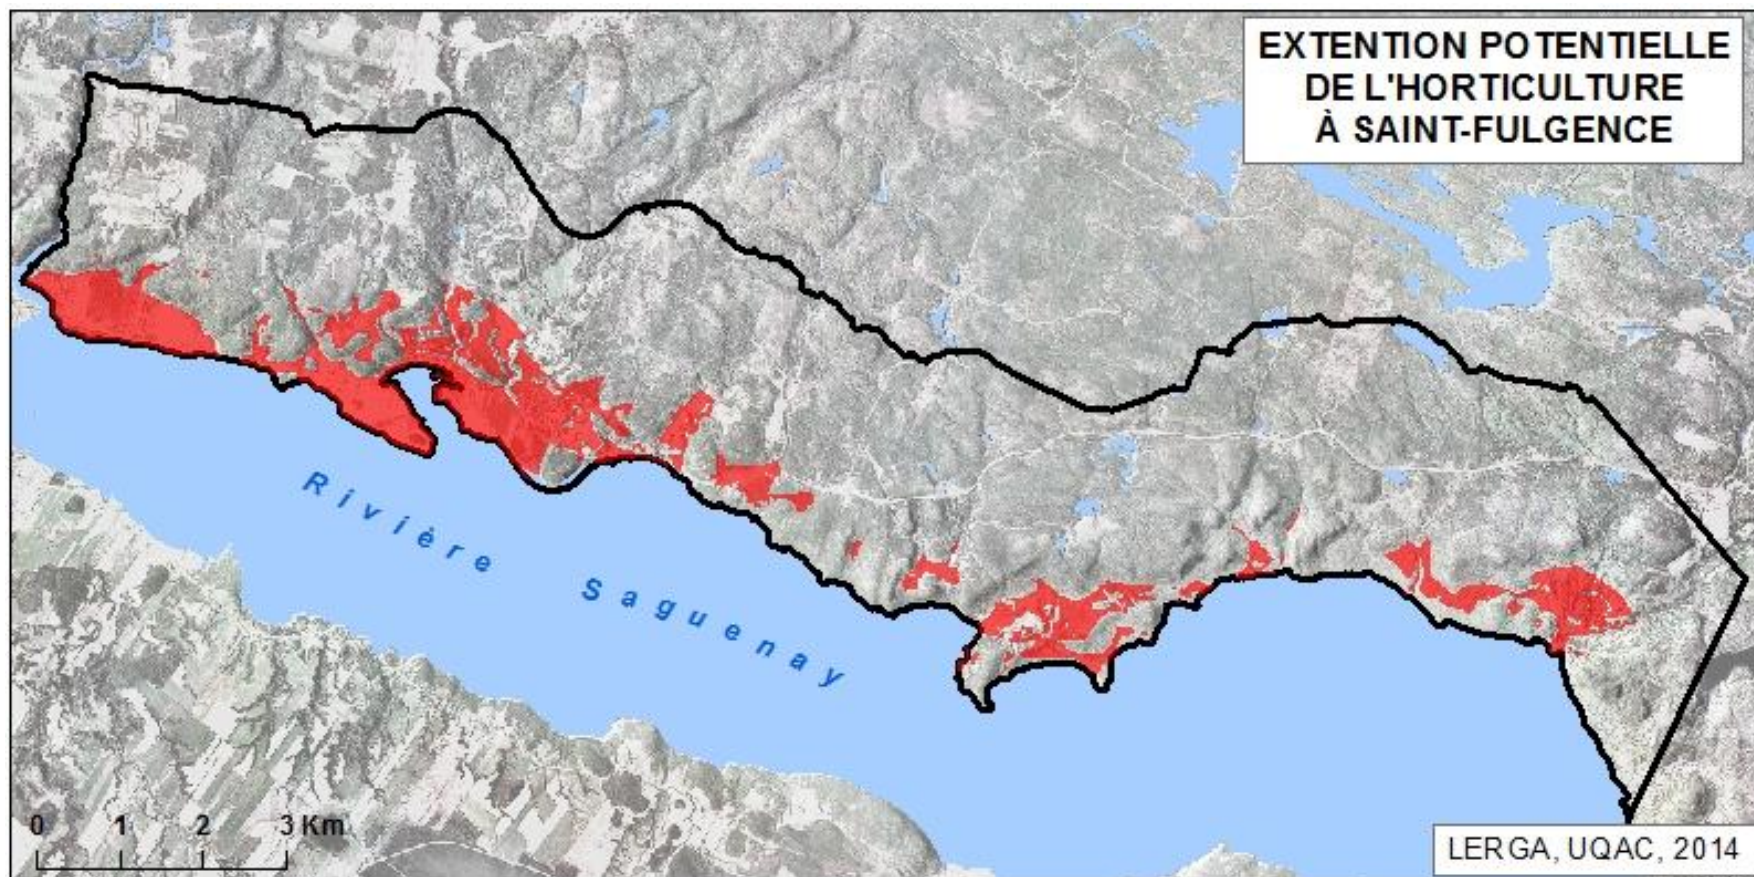 EXTENTION POTENTIELLE
DE L'HORTICULTURE
À SAINT-FULGENCE
Rivière Saguenay
0 1 2 3 Km
LERGA, UQAC, 2014